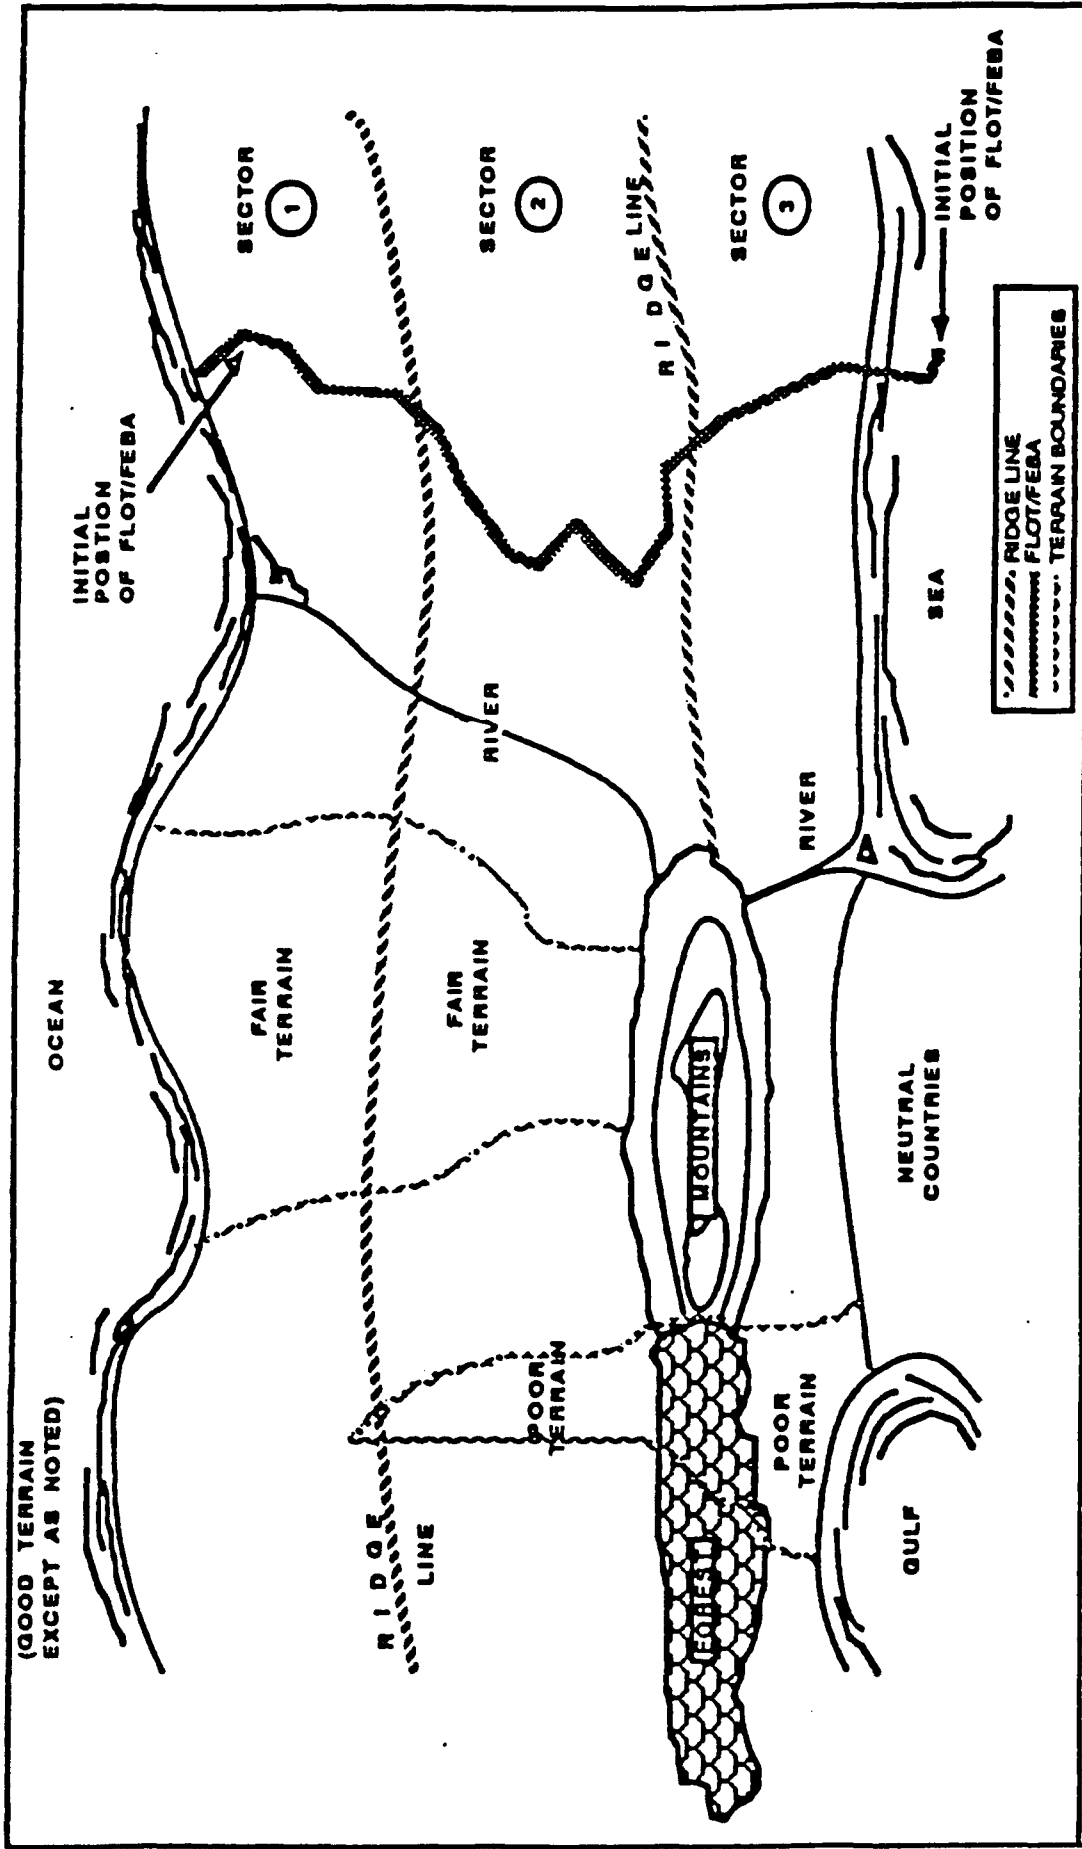 (GOOD TERRAIN
EXCEPT AS NOTED)
OCEAN
INITIAL
POSTION
OF FLOT/FEBA
SECTOR
1
FAIR
TERRAIN
RIDGE
LINE
FAIR
TERRAIN
RIVER
SECTOR
2
POOR
TERRAIN
RIDGE LINE
FOREST
MOUNTAINS
POOR
TERRAIN
RIVER
SECTOR
3
GULF
NEUTRAL
COUNTRIES
SEA
INITIAL
POSITION
OF FLOT/FEBA
RIDGE LINE
FLOT/FEBA
TERRAIN BOUNDARIES